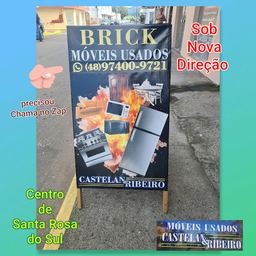 BRICK
MÓVEIS USADOS
(48)97400-9721
CASTELAN
&RIBEIRO
Sob
Nova
Direção
precisou
Chama no Zap
Centro
de
Santa Rosa
do Sul
MÓVEIS USADOS
CASTELAN
&RIBEIRO